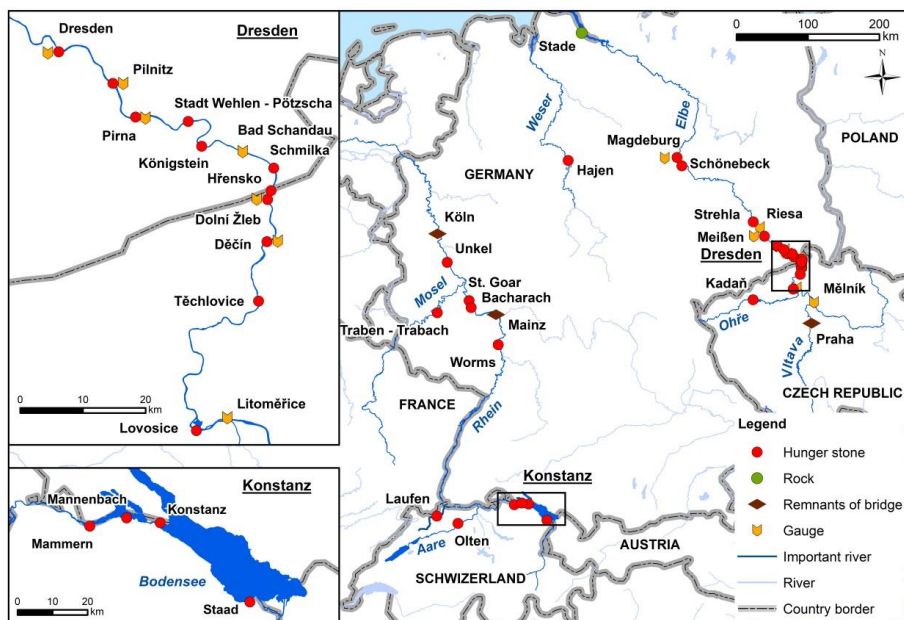 Dresden
Dresden
Pilnitz
Stadt Wehlen - Pötzscha
Pirna
Bad Schandau
Königstein
Schmilka
Hřensko
Dolní Žleb
Děčín
Těchlovice
0 10 20
km
Litoměřice
Lovosice
Konstanz
Mannenbach
Konstanz
Mammern
Bodensee
Staad
0 10 20
km
0 100 200
km
N
Stade
Weser
Elbe
Magdeburg
Schönebeck
POLAND
GERMANY
Hajen
Köln
Unkel
Strehla
Riesa
Meißen
Dresden
St. Goar
Mosel
Bacharach
Kadaň
Mělník
Mainz
Traben - Trabach
Ohře
Praha
Worms
Vltava
CZECH REPUBLIC
FRANCE
Rhein
Konstanz
Laufen
Olten
Aare
AUSTRIA
SCHWIZERLAND
Legend
Hunger stone
Rock
Remnants of bridge
Gauge
Important river
River
Country border